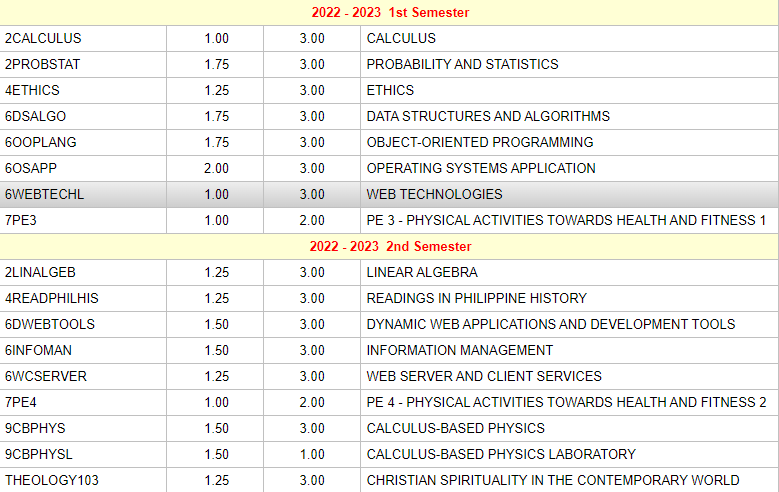 2022 - 2023 1st Semester
2CALCULUS 1.00 3.00 CALCULUS
2PROBSTAT 1.75 3.00 PROBABILITY AND STATISTICS
4ETHICS 1.25 3.00 ETHICS
6DSALGO 1.75 3.00 DATA STRUCTURES AND ALGORITHMS
6OOPLANG 1.75 3.00 OBJECT-ORIENTED PROGRAMMING
6OSAPP 2.00 3.00 OPERATING SYSTEMS APPLICATION
6WEBTECHL 1.00 3.00 WEB TECHNOLOGIES
7PE3 1.00 2.00 PE 3 - PHYSICAL ACTIVITIES TOWARDS HEALTH AND FITNESS 1
2022 - 2023 2nd Semester
2LINALGEB 1.25 3.00 LINEAR ALGEBRA
4READPHILHIS 1.25 3.00 READINGS IN PHILIPPINE HISTORY
6DWEBTOOLS 1.50 3.00 DYNAMIC WEB APPLICATIONS AND DEVELOPMENT TOOLS
6INFOMAN 1.50 3.00 INFORMATION MANAGEMENT
6WCSERVER 1.25 3.00 WEB SERVER AND CLIENT SERVICES
7PE4 1.00 2.00 PE 4 - PHYSICAL ACTIVITIES TOWARDS HEALTH AND FITNESS 2
9CBPHYS 1.50 3.00 CALCULUS-BASED PHYSICS
9CBPHYSL 1.50 1.00 CALCULUS-BASED PHYSICS LABORATORY
THEOLOGY103 1.25 3.00 CHRISTIAN SPIRITUALITY IN THE CONTEMPORARY WORLD